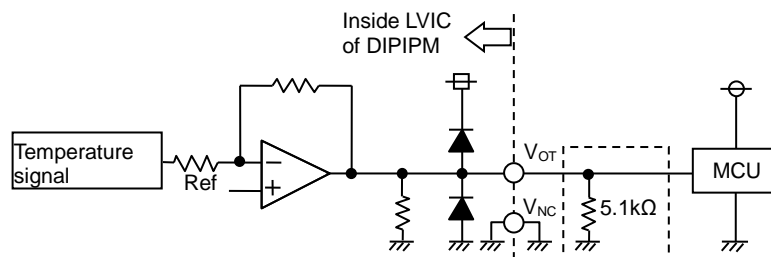 Inside LVIC
of DIPIPM
Temperature
signal
Ref
−
+
VOT
VNC
5.1kΩ
MCU